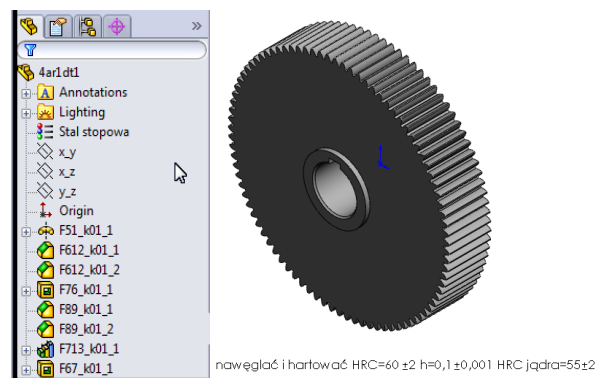 4ar1dt1
Annotations
Lighting
Stal stopowa
x_y
x_z
y_z
Origin
F51_k01_1
F612_k01_1
F612_k01_2
F76_k01_1
F89_k01_1
F89_k01_2
F713_k01_1
F67_k01_1
nawęglać i hartować HRC=60 ±2 h=0,1±0,001 HRC jądra=55±2